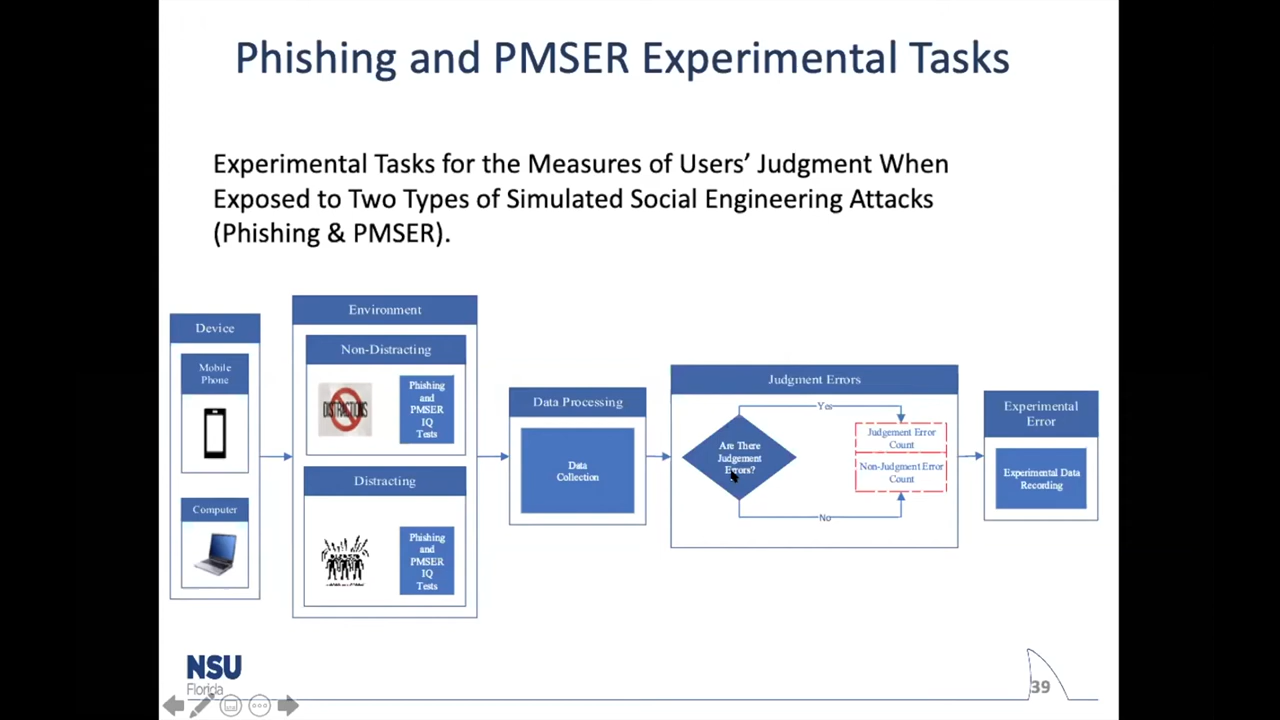 Phishing and PMSER Experimental Tasks
Experimental Tasks for the Measures of Users’ Judgment When
Exposed to Two Types of Simulated Social Engineering Attacks
(Phishing & PMSER).
Device
Mobile
Phone
Computer
Environment
Non-Distracting
DISTRACTIONS
Phishing
and
PMSER
IQ
Tests
Distracting
Phishing
and
PMSER
IQ
Tests
Data Processing
Data
Collection
Judgment Errors
Are There
Judgement
Errors?
Yes
No
Judgement Error
Count
Non-Judgment Error
Count
Experimental
Error
Experimental Data
Recording
NSU
Florida
39